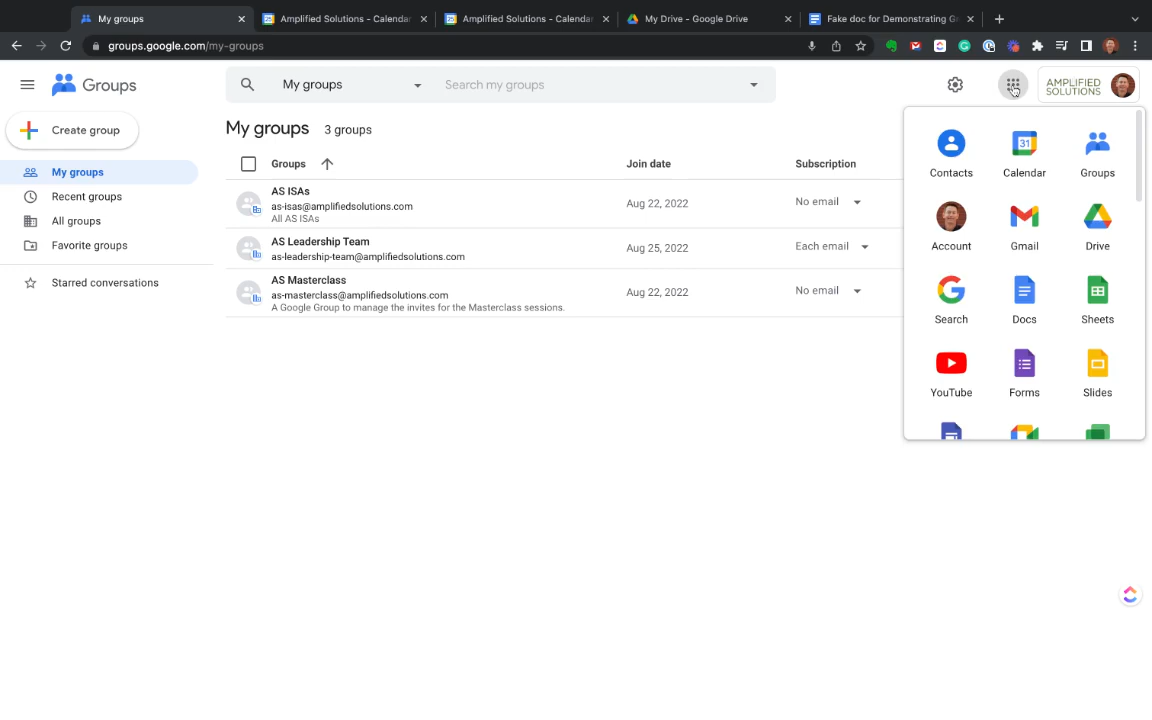 My groups
Amplified Solutions - Calendar
Amplified Solutions - Calendar
My Drive - Google Drive
Fake doc for Demonstrating G
groups.google.com/my-groups
Groups
My groups
Search my groups
AMPLIFIED
SOLUTIONS
Create group
My groups
Recent groups
All groups
Favorite groups
Starred conversations
My groups 3 groups
Groups Join date Subscription
AS ISAs
as-isas@amplifiedsolutions.com
All AS ISAs
Aug 22, 2022
No email
AS Leadership Team
as-leadership-team@amplifiedsolutions.com
Aug 25, 2022
Each email
AS Masterclass
as-masterclass@amplifiedsolutions.com
A Google Group to manage the invites for the Masterclass sessions.
Aug 22, 2022
No email
31
Contacts Calendar Groups
Account Gmail Drive
Search Docs Sheets
YouTube Forms Slides